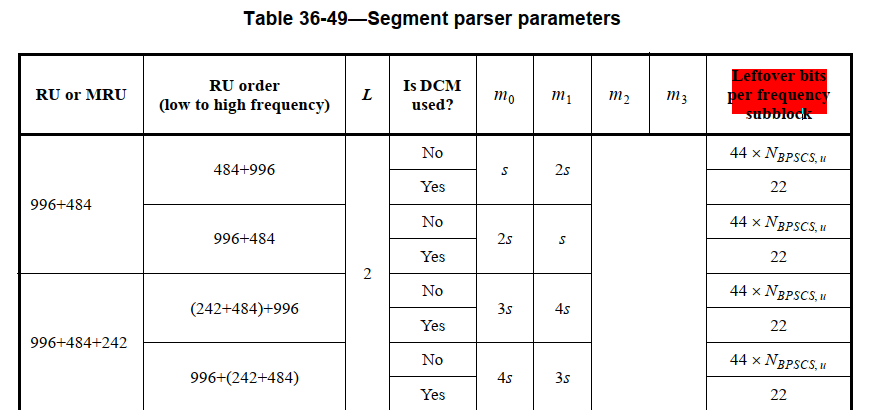 Table 36-49—Segment parser parameters
RU or MRU
RU order
(low to high frequency)
L
Is DCM
used?
m0
m1
m2
m3
Leftover bits
per frequency
subblock
996+484
484+996
No
s
2s
44 × NBPSCS, u
Yes
22
996+484
No
2s
s
44 × NBPSCS, u
Yes
22
2
996+484+242
(242+484)+996
No
3s
4s
44 × NBPSCS, u
Yes
22
996+(242+484)
No
4s
3s
44 × NBPSCS, u
Yes
22